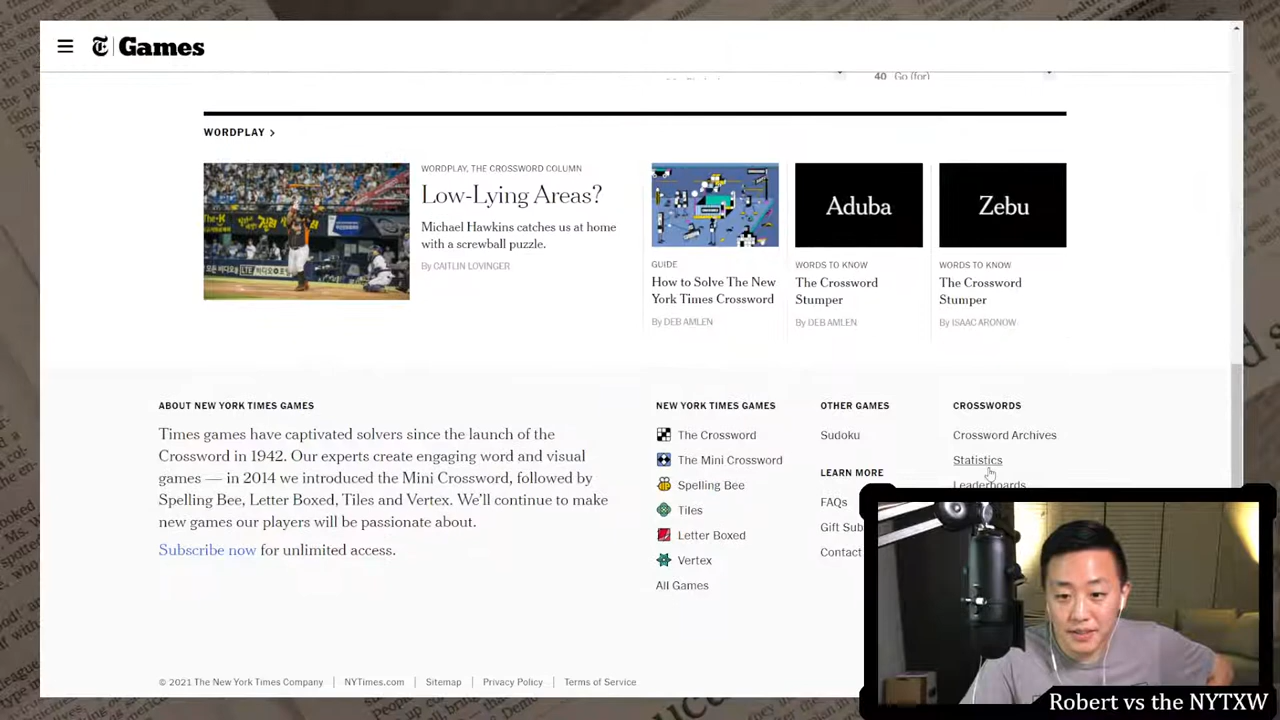 Games
40 Go (for)
WORDPLAY >
WORDPLAY, THE CROSSWORD COLUMN
Low-Lying Areas?
Michael Hawkins catches us at home
with a screwball puzzle.
By CAITLIN LOVINGER
GUIDE
How to Solve The New
York Times Crossword
By DEB AMLEN
Aduba
WORDS TO KNOW
The Crossword
Stumper
By DEB AMLEN
Zebu
WORDS TO KNOW
The Crossword
Stumper
By ISAAC ARONOW
ABOUT NEW YORK TIMES GAMES
Times games have captivated solvers since the launch of the
Crossword in 1942. Our experts create engaging word and visual
games — in 2014 we introduced the Mini Crossword, followed by
Spelling Bee, Letter Boxed, Tiles and Vertex. We'll continue to make
new games our players will be passionate about.
Subscribe now for unlimited access.
NEW YORK TIMES GAMES
The Crossword
The Mini Crossword
Spelling Bee
Tiles
Letter Boxed
Vertex
All Games
OTHER GAMES
Sudoku
LEARN MORE
FAQs
Gift Sub
Contact
CROSSWORDS
Crossword Archives
Statistics
Leaderboards
© 2021 The New York Times Company | NYTimes.com | Sitemap | Privacy Policy | Terms of Service
Robert vs the NYTXW